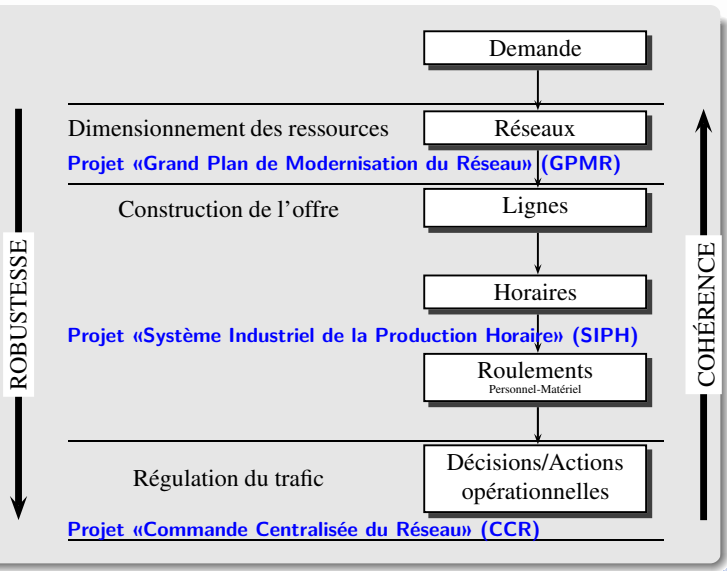 Demande
Dimensionnement des ressources
Réseaux
Projet «Grand Plan de Modernisation du Réseau» (GPMR)
Construction de l’offre
Lignes
ROBUSTESSE
COHÉRENCE
Horaires
Projet «Système Industriel de la Production Horaire» (SIPH)
Roulements
Personnel-Matériel
Régulation du trafic
Décisions/Actions
opérationnelles
Projet «Commande Centralisée du Réseau» (CCR)